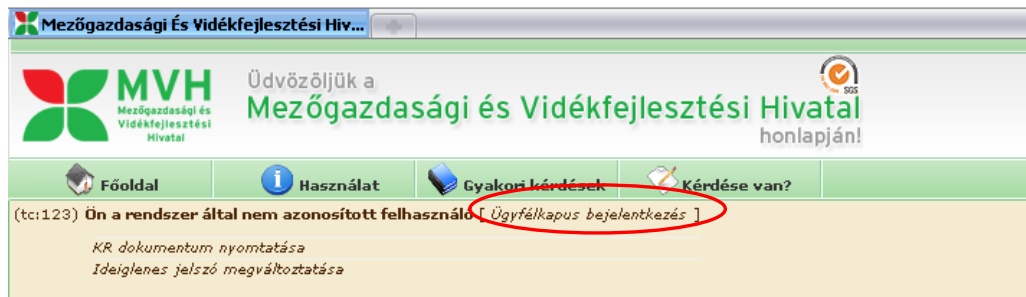 Mezőgazdasági És Vidékfejlesztési Hiv...
MVH
Mezőgazdasági és
Vidékfejlesztési
Hivatal
Üdvözöljük a
Mezőgazdasági és Vidékfejlesztési Hivatal
honlapján!
SGS
Főoldal Használat Gyakori kérdések Kérdése van?
(tc:123) Ön a rendszer által nem azonosított felhasználó [ Ügyfélkapus bejelentkezés ]
KR dokumentum nyomtatása
Ideiglenes jelszó megváltoztatása